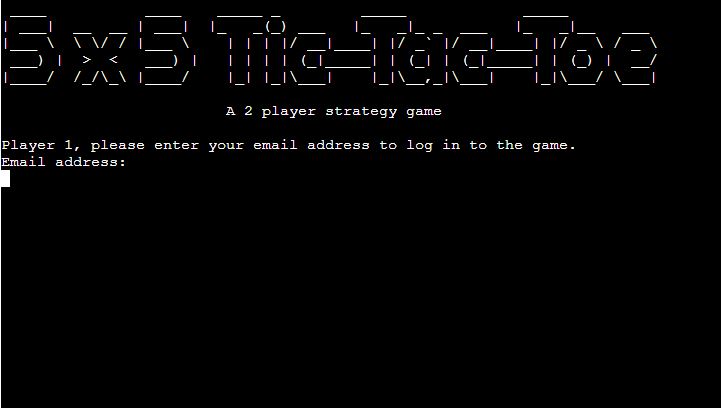 5x5 Tic-Tac-Toe
A 2 player strategy game
Player 1, please enter your email address to log in to the game.
Email address: